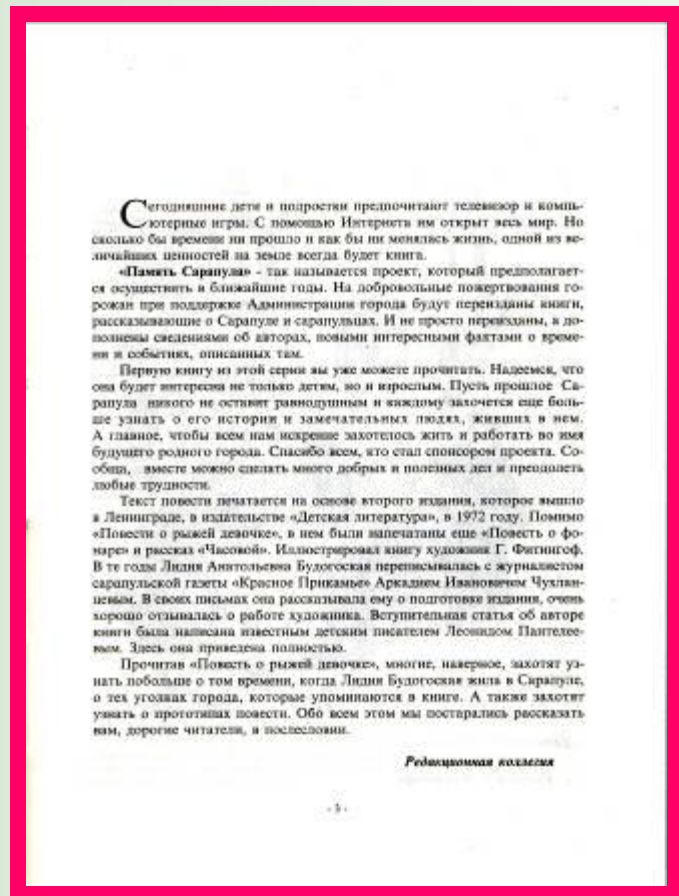 Сегодняшние дети и подростки предпочитают телевизор и компь-
ютерные игры. С помощью Интернета им открыт весь мир. Но
сколько бы времени ни прошло и как бы ни менялась жизнь, одной из ве-
личайших ценностей на земле всегда будет книга.
«Память Сарапула» - так называется проект, который предполагает-
ся осуществить в ближайшие годы. На добровольные пожертвования го-
рожан при поддержке Администрации города будут переизданы книги,
рассказывающие о Сарапуле и сарапульцах. И не просто переизданы, а до-
полнены сведениями об авторах, новыми интересными фактами о време-
ни и событиях, описанных там.
Первую книгу из этой серии вы уже можете прочитать. Надеемся, что
она будет интересна не только детям, но и взрослым. Пусть прошлое Са-
рапула никого не оставит равнодушным и каждому захочется еще боль-
ше узнать о его истории и замечательных людях, живших в нем.
А главное, чтобы всем нам искренне захотелось жить и работать во имя
будущего родного города. Спасибо всем, кто стал спонсором проекта. Со-
обща, вместе можно сделать много добрых и полезных дел и преодолеть
любые трудности.
Текст повести печатается на основе второго издания, которое вышло
в Ленинграде, в издательстве «Детская литература», в 1972 году. Помимо
«Повести о рыжей девочке», в нем были напечатаны еще «Повесть о фо-
наре» и рассказ «Часовой». Иллюстрировал книгу художник Г. Фитингоф.
В те годы Лидия Анатольевна Будогоская переписывалась с журналистом
сарапульской газеты «Красное Прикамье» Аркадием Ивановичем Чухлан-
цевым. В своих письмах она рассказывала ему о подготовке издания, очень
хорошо отзывалась о работе художника. Вступительная статья об авторе
книги была написана известным детским писателем Леонидом Пантелее-
вым. Здесь она приведена полностью.
Прочитав «Повесть о рыжей девочке», многие, наверное, захотят уз-
нать побольше о том времени, когда Лидия Будогоская жила в Сарапуле,
о тех уголках города, которые упоминаются в книге. А также захотят
узнать о прототипах повести. Обо всем этом мы постарались рассказать
вам, дорогие читатели, в послесловии.
Редакционная коллегия
- 3 -